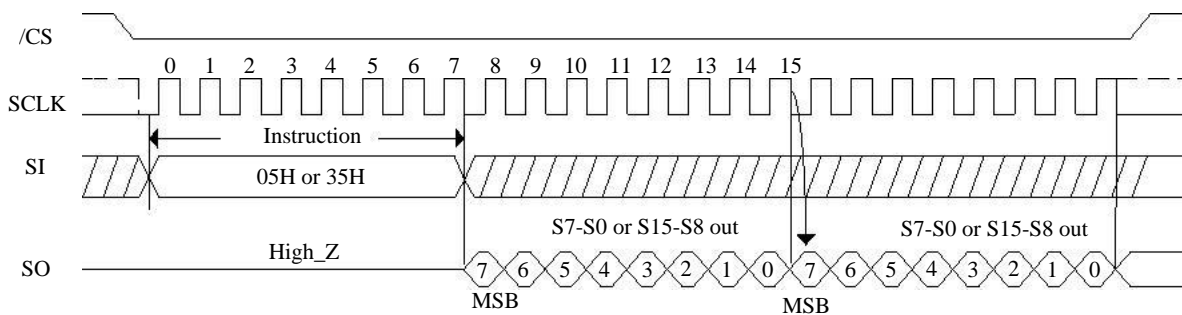 /CS
0 1 2 3 4 5 6 7 8 9 10 11 12 13 14 15
SCLK
Instruction
SI
05H or 35H
S7-S0 or S15-S8 out S7-S0 or S15-S8 out
High_Z
SO
7 6 5 4 3 2 1 0 7 6 5 4 3 2 1 0
MSB MSB